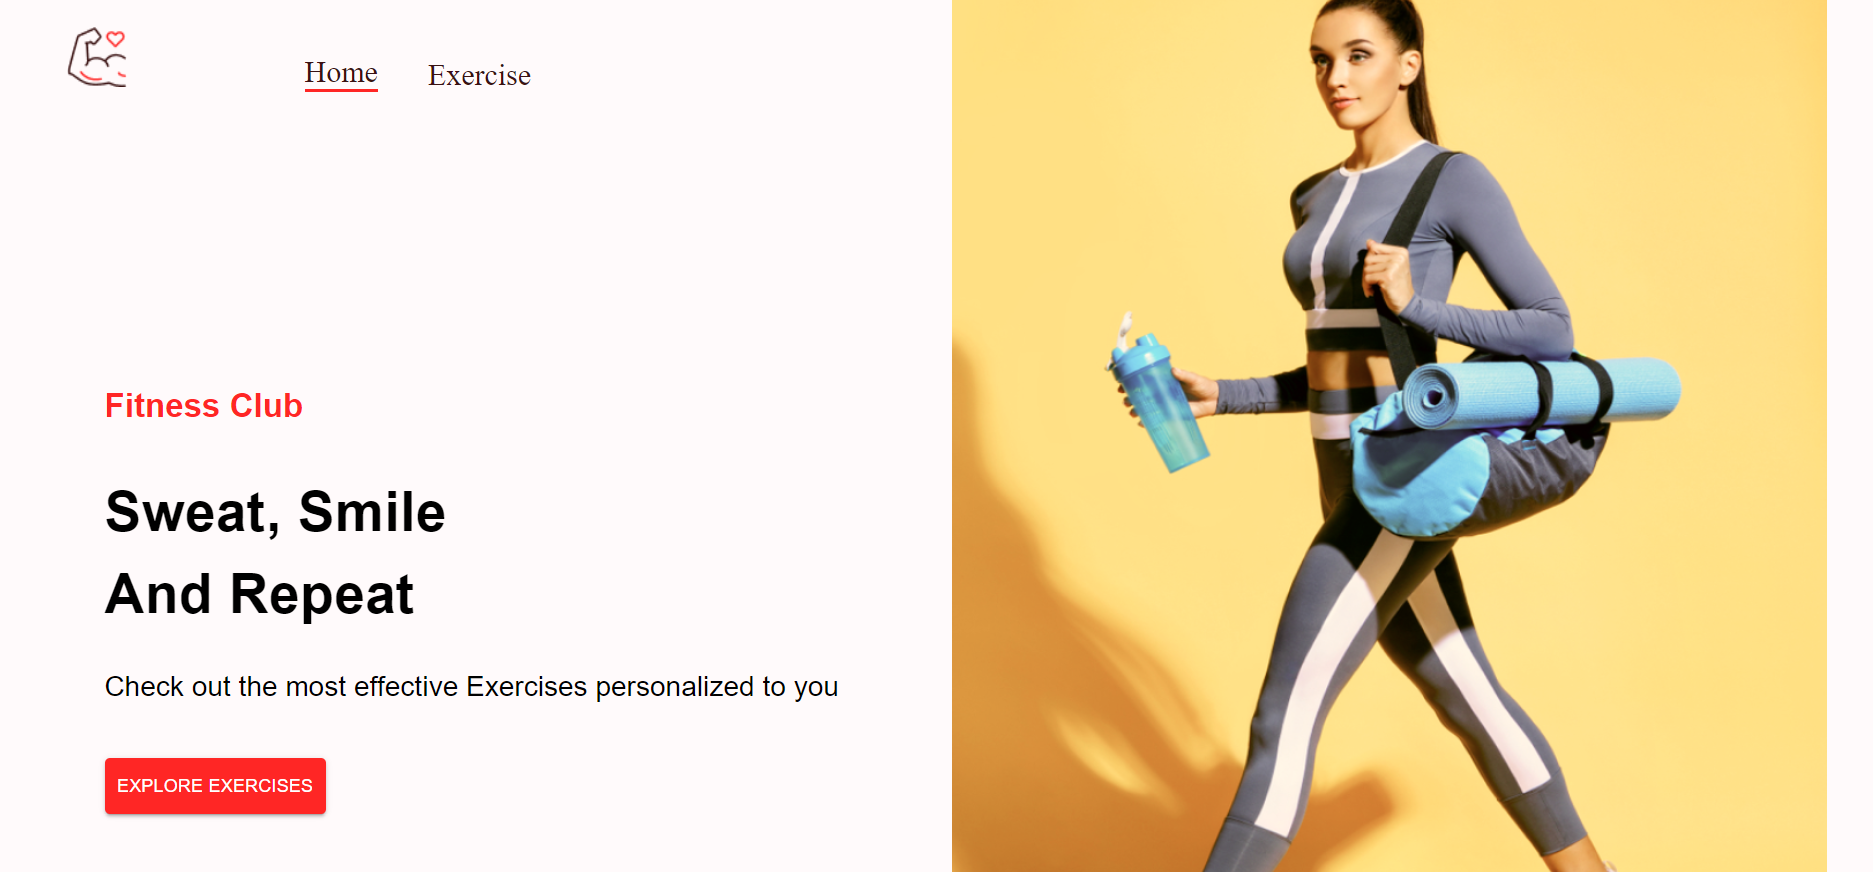 Home Exercise
Fitness Club
Sweat, Smile
And Repeat
Check out the most effective Exercises personalized to you
EXPLORE EXERCISES